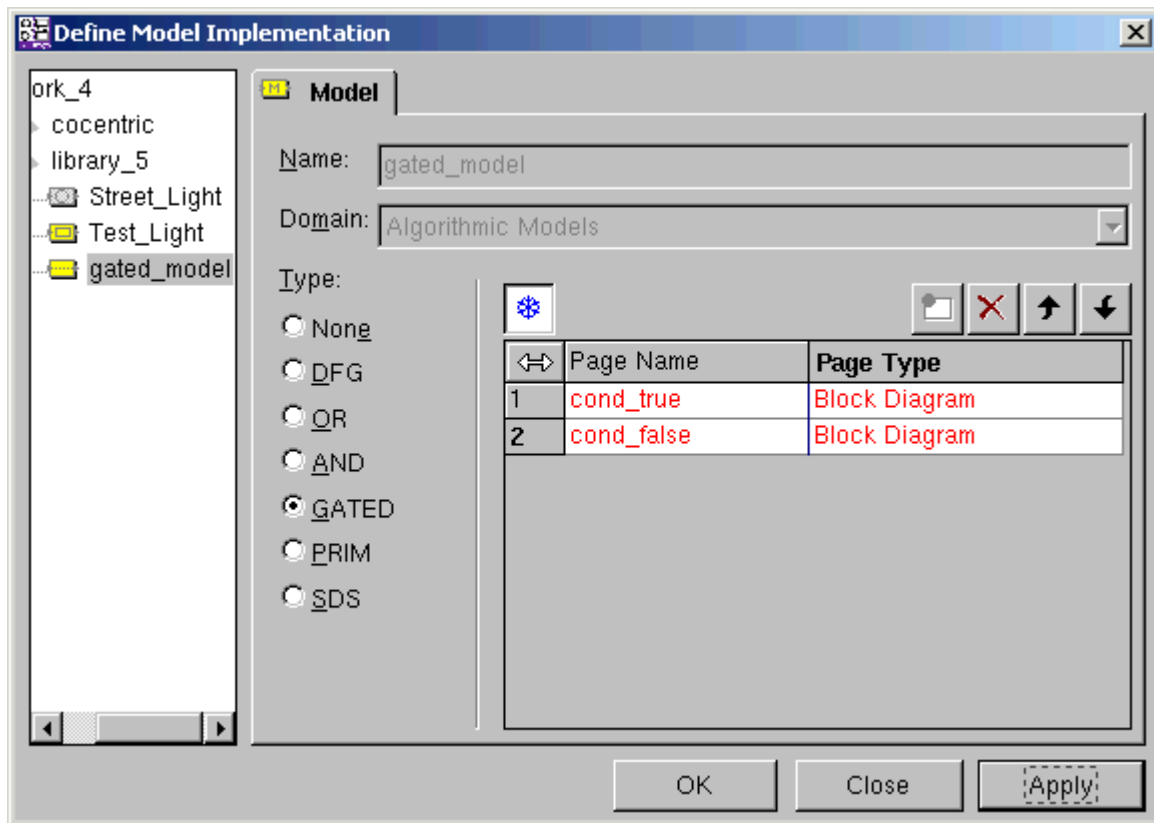 Define Model Implementation
ork_4
cocentric
library_5
Street_Light
Test_Light
gated_model
M
Model
Name:
gated_model
Domain:
Algorithmic Models
Type:
None
DFG
OR
AND
GATED
PRIM
SDS
Page Name Page Type
1 cond_true Block Diagram
2 cond_false Block Diagram
OK Close Apply